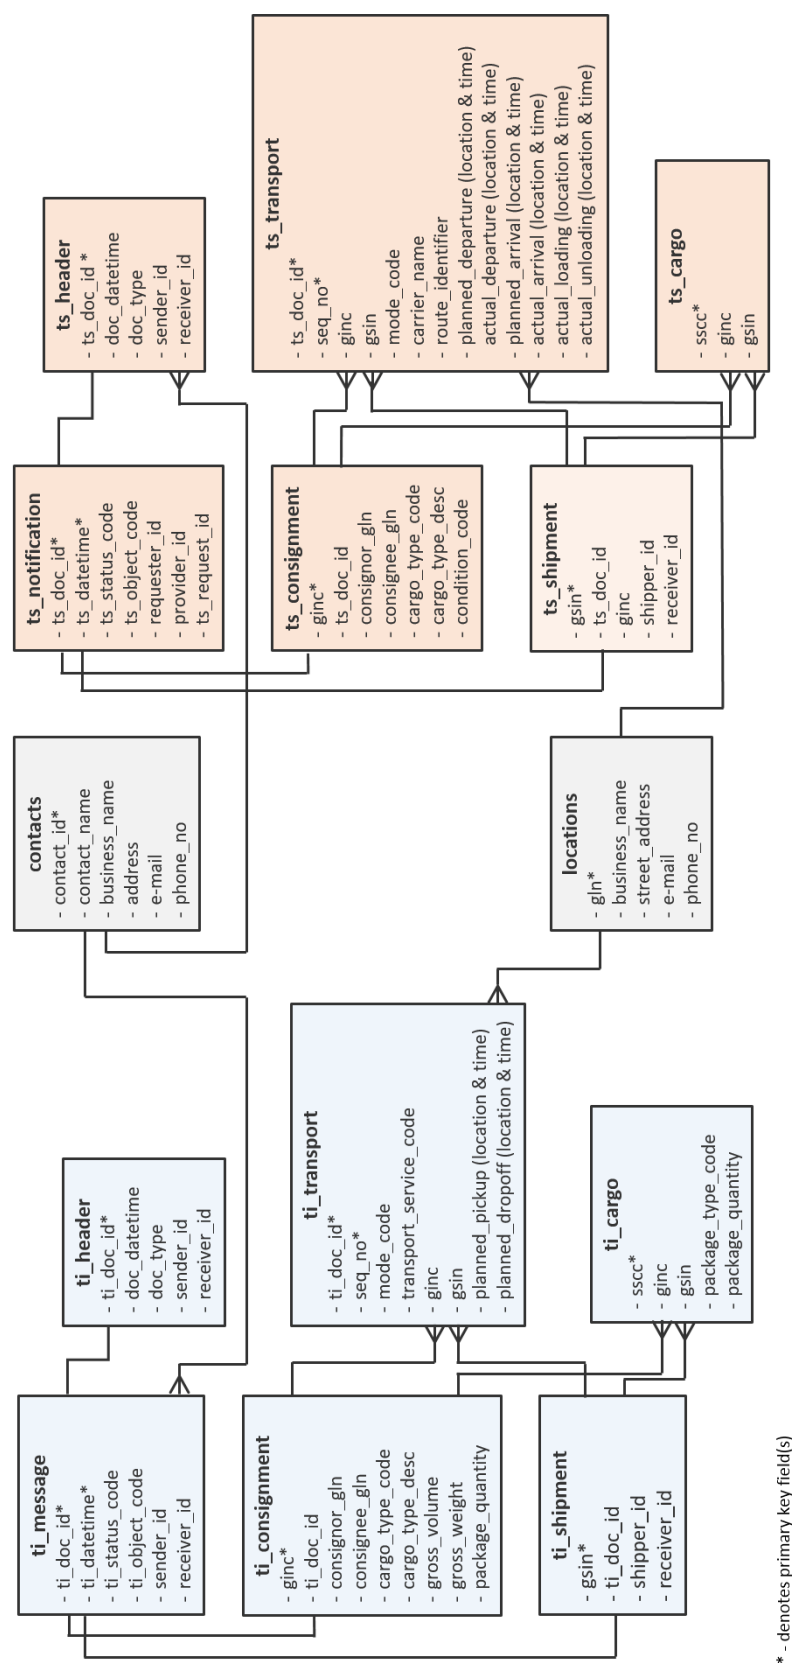 ti_message
- ti_doc_id*
- ti_datetime*
- ti_status_code
- ti_object_code
- sender_id
- receiver_id
ti_header
- ti_doc_id*
- doc_datetime
- doc_type
- sender_id
- receiver_id
contacts
- contact_id*
- contact_name
- business_name
- address
- e-mail
- phone_no
ts_notification
- ts_doc_id*
- ts_datetime*
- ts_status_code
- ts_object_code
- requester_id
- provider_id
- ts_request_id
ts_header
- ts_doc_id *
- doc_datetime
- doc_type
- sender_id
- receiver_id
ti_consignment
- ginc*
- ti_doc_id
- consignor_gln
- consignee_gln
- cargo_type_code
- cargo_type_desc
- gross_volume
- gross_weight
- package_quantity
ti_transport
- ti_doc_id*
- seq_no*
- mode_code
- transport_service_code
- ginc
- gsin
- planned_pickup (location & time)
- planned_dropoff (location & time)
ts_consignment
- ginc*
- ts_doc_id
- consignor_gln
- consignee_gln
- cargo_type_code
- cargo_type_desc
- condition_code
ts_transport
- ts_doc_id*
- seq_no*
- ginc
- gsin
- mode_code
- carrier_name
- route_identifier
- planned_departure (location & time)
- actual_departure (location & time)
- planned_arrival (location & time)
- actual_arrival (location & time)
- actual_loading (location & time)
- actual_unloading (location & time)
ti_shipment
- gsin*
- ti_doc_id
- shipper_id
- receiver_id
ti_cargo
- sscc*
- ginc
- gsin
- package_type_code
- package_quantity
locations
- gln*
- business_name
- street_address
- e-mail
- phone_no
ts_shipment
- gsin*
- ts_doc_id
- ginc
- shipper_id
- receiver_id
ts_cargo
- sscc*
- ginc
- gsin
* - denotes primary key field(s)